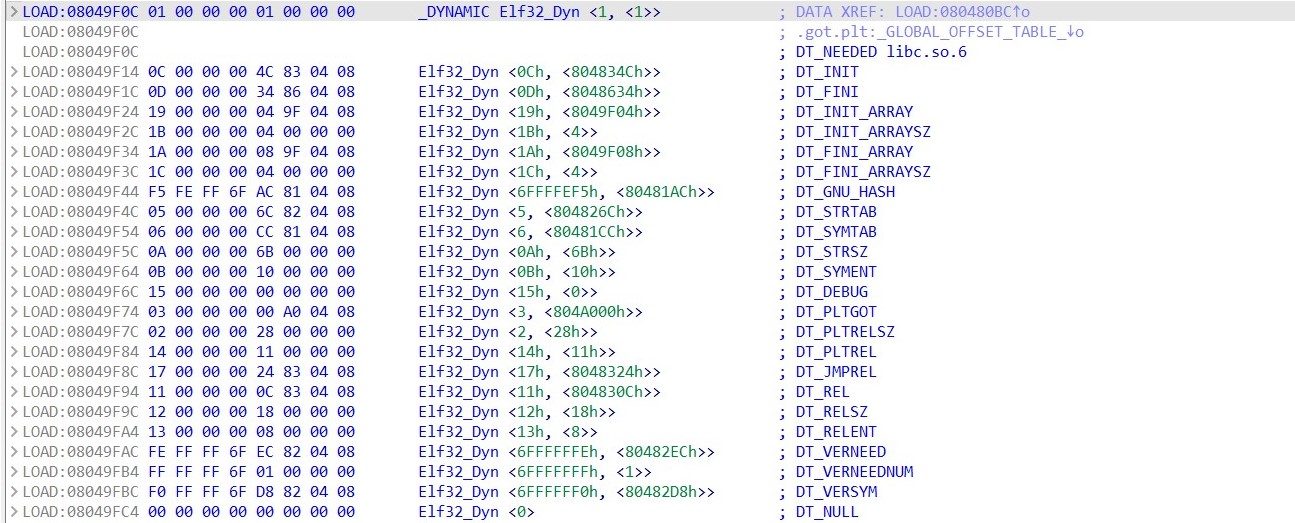 LOAD:08049F0C 01 00 00 00 01 00 00 00 _DYNAMIC Elf32_Dyn <1, <1>> ; DATA XREF: LOAD:080480BC↑o
LOAD:08049F0C ; .got.plt:_GLOBAL_OFFSET_TABLE_↓o
LOAD:08049F0C ; DT_NEEDED libc.so.6
LOAD:08049F14 0C 00 00 00 4C 83 04 08 Elf32_Dyn <0Ch, <804834Ch>> ; DT_INIT
LOAD:08049F1C 0D 00 00 00 34 86 04 08 Elf32_Dyn <0Dh, <8048634h>> ; DT_FINI
LOAD:08049F24 19 00 00 00 04 9F 04 08 Elf32_Dyn <19h, <8049F04h>> ; DT_INIT_ARRAY
LOAD:08049F2C 1B 00 00 00 04 00 00 00 Elf32_Dyn <1Bh, <4>> ; DT_INIT_ARRAYSZ
LOAD:08049F34 1A 00 00 00 08 9F 04 08 Elf32_Dyn <1Ah, <8049F08h>> ; DT_FINI_ARRAY
LOAD:08049F3C 1C 00 00 00 04 00 00 00 Elf32_Dyn <1Ch, <4>> ; DT_FINI_ARRAYSZ
LOAD:08049F44 F5 FE FF 6F AC 81 04 08 Elf32_Dyn <6FFFFEF5h, <80481ACh>> ; DT_GNU_HASH
LOAD:08049F4C 05 00 00 00 6C 82 04 08 Elf32_Dyn <5, <804826Ch>> ; DT_STRTAB
LOAD:08049F54 06 00 00 00 CC 81 04 08 Elf32_Dyn <6, <80481CCh>> ; DT_SYMTAB
LOAD:08049F5C 0A 00 00 00 6B 00 00 00 Elf32_Dyn <0Ah, <6Bh>> ; DT_STRSZ
LOAD:08049F64 0B 00 00 00 10 00 00 00 Elf32_Dyn <0Bh, <10h>> ; DT_SYMENT
LOAD:08049F6C 15 00 00 00 00 00 00 00 Elf32_Dyn <15h, <0>> ; DT_DEBUG
LOAD:08049F74 03 00 00 00 00 A0 04 08 Elf32_Dyn <3, <804A000h>> ; DT_PLTGOT
LOAD:08049F7C 02 00 00 00 28 00 00 00 Elf32_Dyn <2, <28h>> ; DT_PLTRELSZ
LOAD:08049F84 14 00 00 00 11 00 00 00 Elf32_Dyn <14h, <11h>> ; DT_PLTREL
LOAD:08049F8C 17 00 00 00 24 83 04 08 Elf32_Dyn <17h, <8048324h>> ; DT_JMPREL
LOAD:08049F94 11 00 00 00 0C 83 04 08 Elf32_Dyn <11h, <804830Ch>> ; DT_REL
LOAD:08049F9C 12 00 00 00 18 00 00 00 Elf32_Dyn <12h, <18h>> ; DT_RELSZ
LOAD:08049FA4 13 00 00 00 08 00 00 00 Elf32_Dyn <13h, <8>> ; DT_RELENT
LOAD:08049FAC FE FF FF 6F EC 82 04 08 Elf32_Dyn <6FFFFFFEh, <80482ECh>> ; DT_VERNEED
LOAD:08049FB4 FF FF FF 6F 01 00 00 00 Elf32_Dyn <6FFFFFFFh, <1>> ; DT_VERNEEDNUM
LOAD:08049FBC F0 FF FF 6F D8 82 04 08 Elf32_Dyn <6FFFFFF0h, <80482D8h>> ; DT_VERSYM
LOAD:08049FC4 00 00 00 00 00 00 00 00 Elf32_Dyn <0> ; DT_NULL